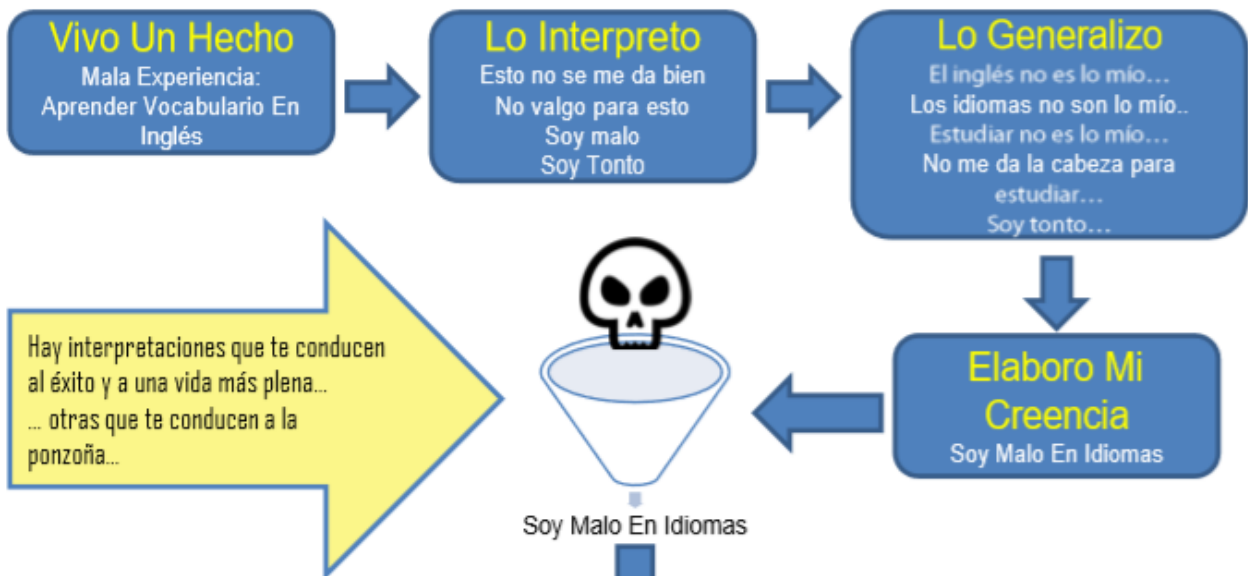 Vivo Un Hecho
Mala Experiencia:
Aprender Vocabulario En
Inglés
Lo Interpreto
Esto no se me da bien
No valgo para esto
Soy malo
Soy Tonto
Lo Generalizo
El inglés no es lo mío...
Los idiomas no son lo mío..
Estudiar no es lo mío...
No me da la cabeza para
estudiar...
Soy tonto...
Elaboro Mi
Creencia
Soy Malo En Idiomas
Hay interpretaciones que te conducen
al éxito y a una vida más plena...
... otras que te conducen a la
ponzoña...
Soy Malo En Idiomas